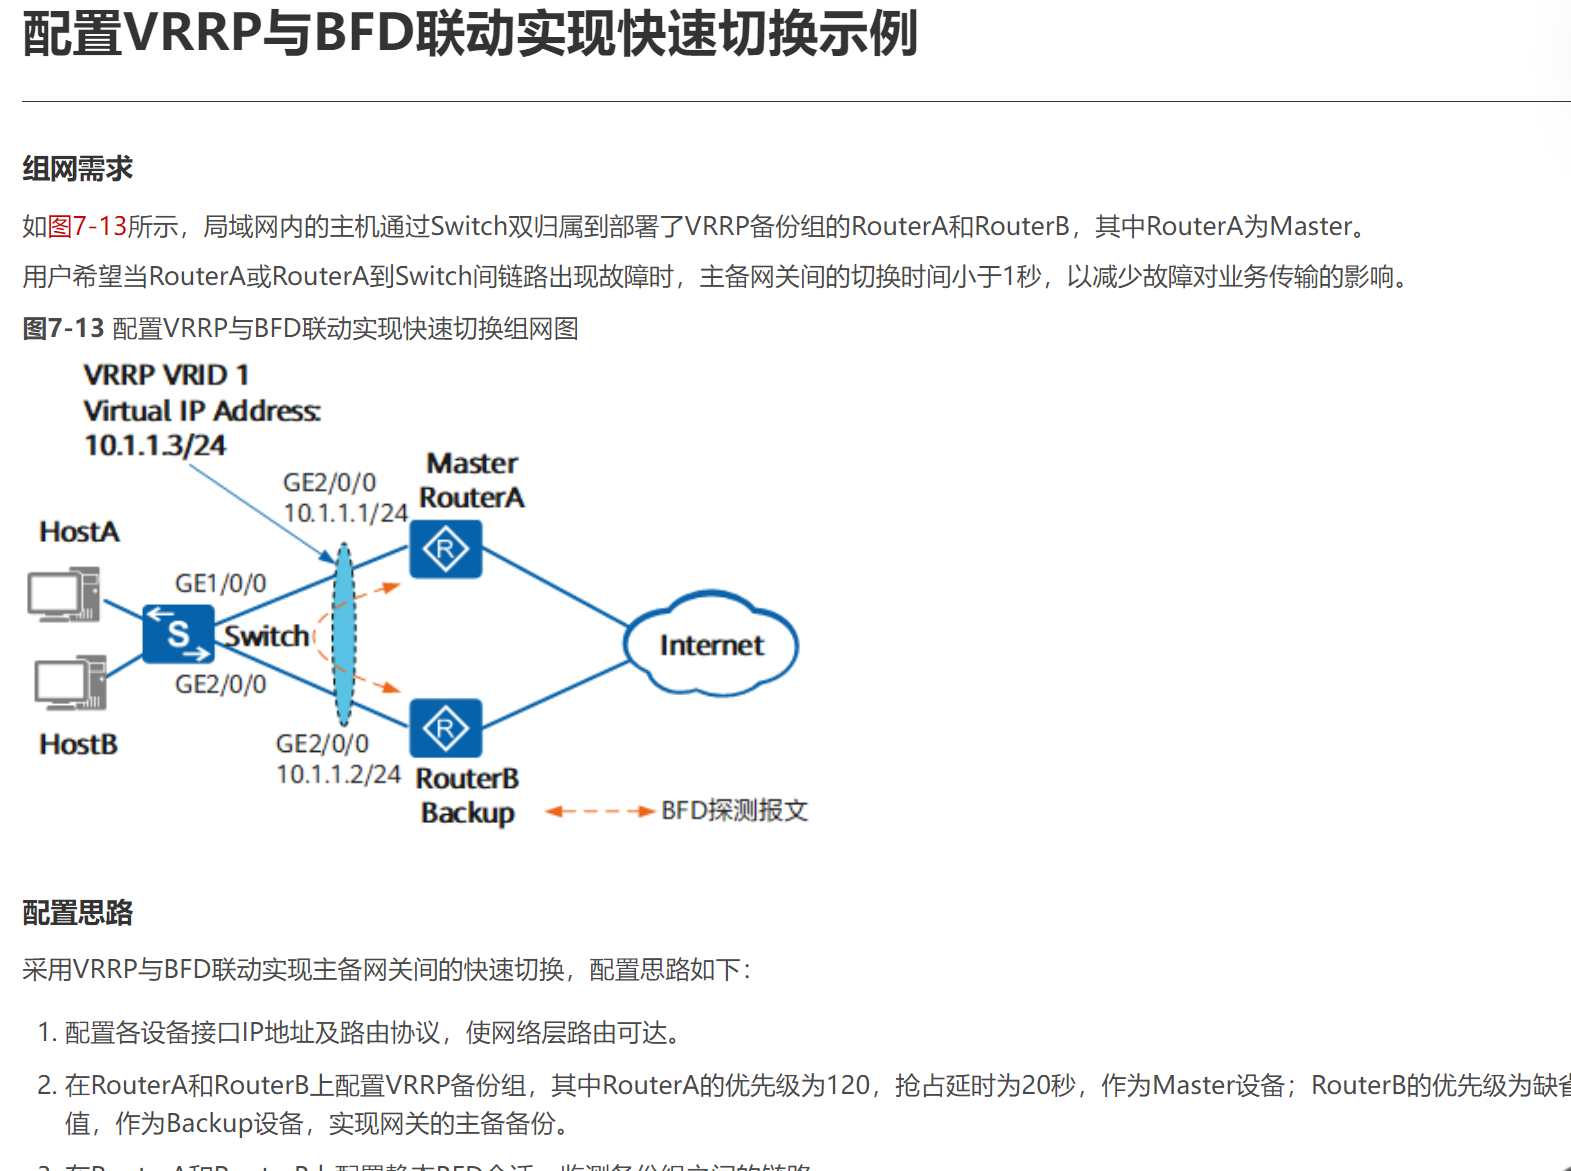 配置VRRP与BFD联动实现快速切换示例
组网需求
如图7-13所示，局域网内的主机通过Switch双归属到部署了VRRP备份组的RouterA和RouterB，其中RouterA为Master。
用户希望当RouterA或RouterA到Switch间链路出现故障时，主备网关间的切换时间小于1秒，以减少故障对业务传输的影响。
图7-13 配置VRRP与BFD联动实现快速切换组网图
VRRP VRID 1
Virtual IP Address:
10.1.1.3/24
GE2/0/0
10.1.1.1/24
Master
RouterA
HostA
GE1/0/0
S
Switch
R
Internet
GE2/0/0
HostB
R
GE2/0/0
10.1.1.2/24
RouterB
Backup
BFD探测报文
配置思路
采用VRRP与BFD联动实现主备网关间的快速切换，配置思路如下：
1. 配置各设备接口IP地址及路由协议，使网络层路由可达。
2. 在RouterA和RouterB上配置VRRP备份组，其中RouterA的优先级为120，抢占延时为20秒，作为Master设备；RouterB的优先级为缺省
值，作为Backup设备，实现网关的主备备份。